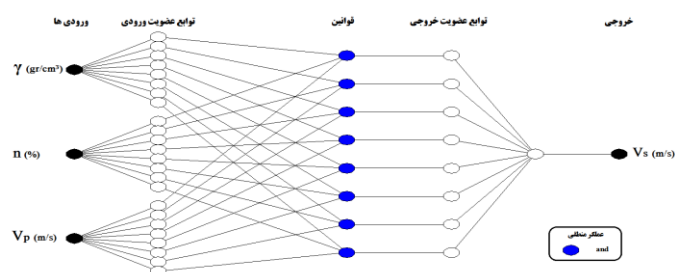 ورودی ها
توابع عضویت ورودی
قوانین
توابع عضویت خروجی
خروجی
γ (gr/cm³)
n (%)
Vs (m/s)
Vp (m/s)
عملگر منطقی
and